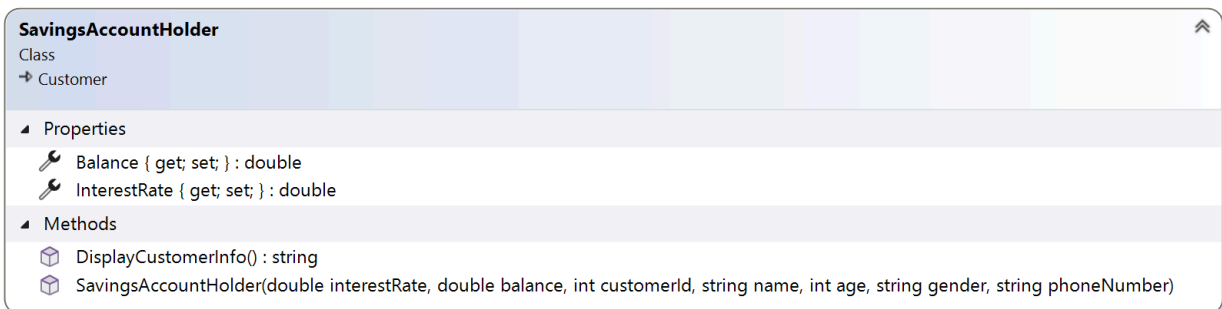 SavingsAccountHolder
Class
Customer
Properties
Balance { get; set; } : double
InterestRate { get; set; } : double
Methods
DisplayCustomerInfo() : string
SavingsAccountHolder(double interestRate, double balance, int customerId, string name, int age, string gender, string phoneNumber)